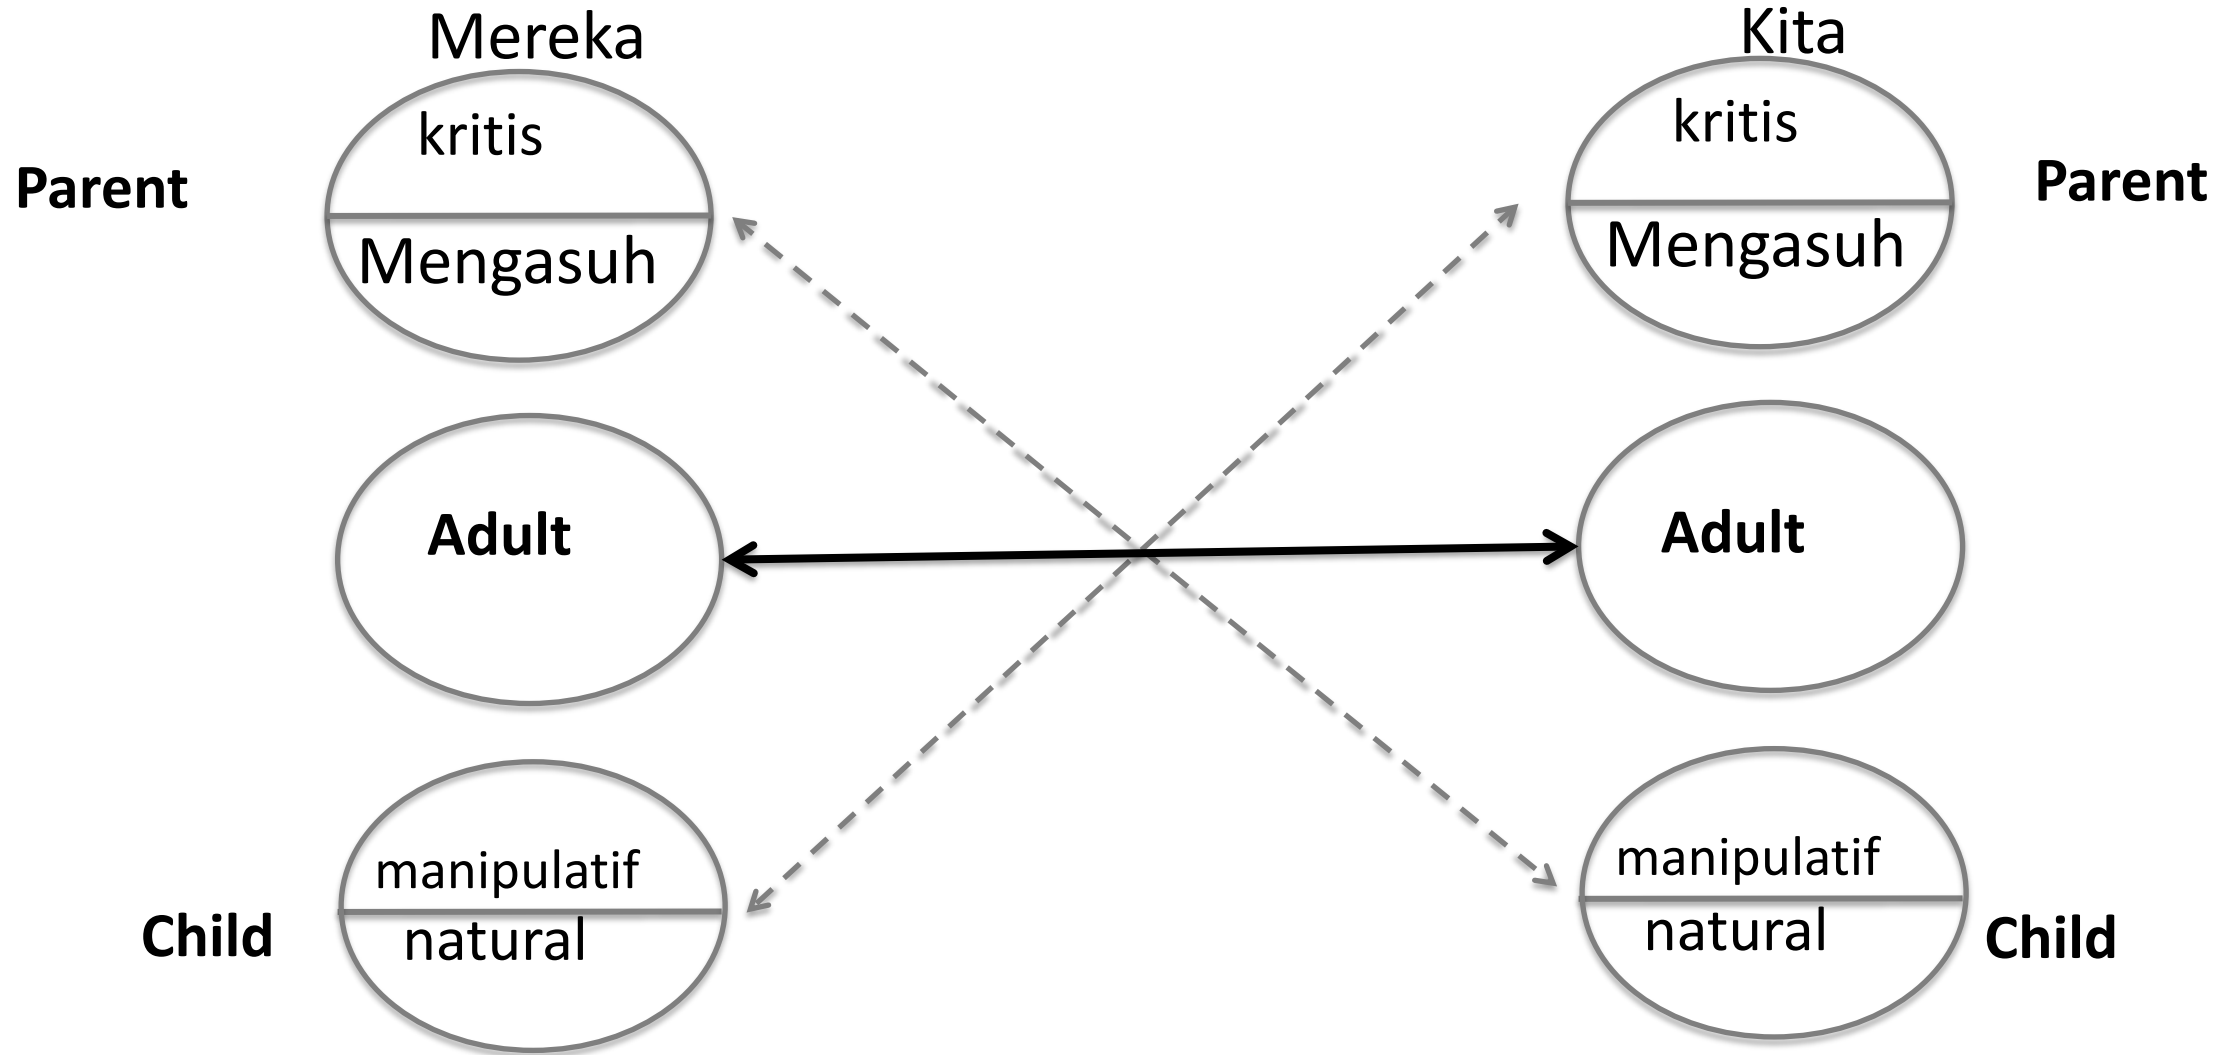 Mereka
Kita
kritis
kritis
Parent
Parent
Mengasuh
Mengasuh
Adult
Adult
manipulatif
manipulatif
Child
natural
natural
Child